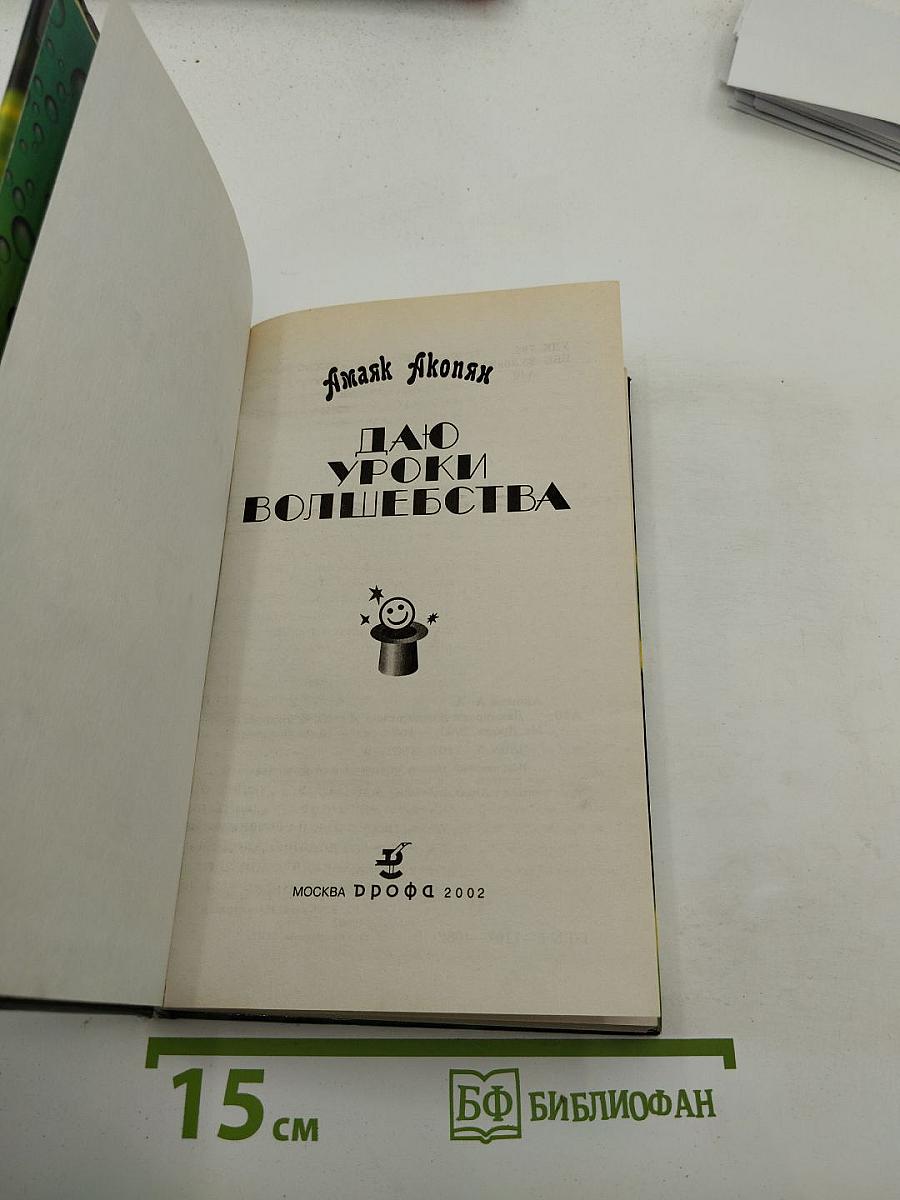 Амаяк Акопян
ДАЮ
УРОКИ
ВОЛШЕБСТВА
МОСКВА дрофа 2002
15 см
БФ БИБЛИОФАН